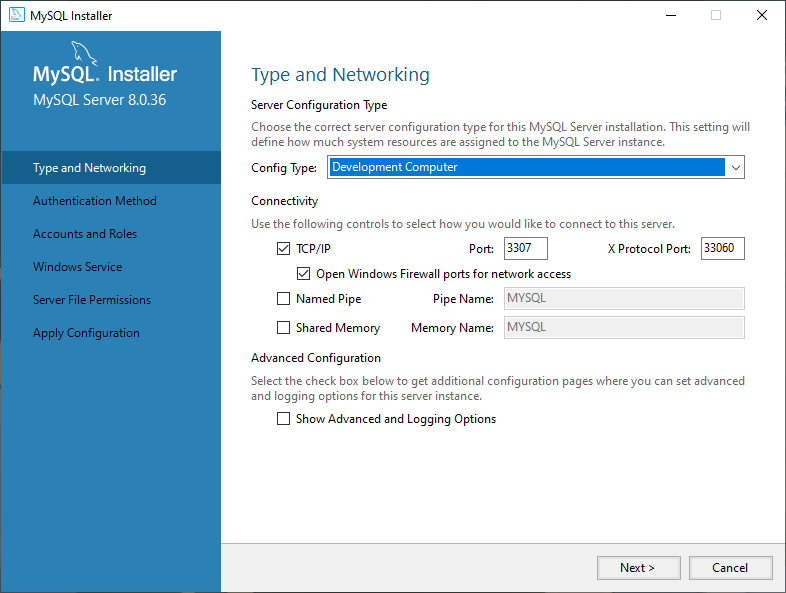 MySQL Installer
MySQL® Installer
MySQL Server 8.0.36
Type and Networking
Authentication Method
Accounts and Roles
Windows Service
Server File Permissions
Apply Configuration
Type and Networking
Server Configuration Type
Choose the correct server configuration type for this MySQL Server installation. This setting will
define how much system resources are assigned to the MySQL Server instance.
Config Type: Development Computer
Connectivity
Use the following controls to select how you would like to connect to this server.
TCP/IP Port: 3307 X Protocol Port: 33060
Open Windows Firewall ports for network access
Named Pipe Pipe Name: MYSQL
Shared Memory Memory Name: MYSQL
Advanced Configuration
Select the check box below to get additional configuration pages where you can set advanced
and logging options for this server instance.
Show Advanced and Logging Options
Next > Cancel